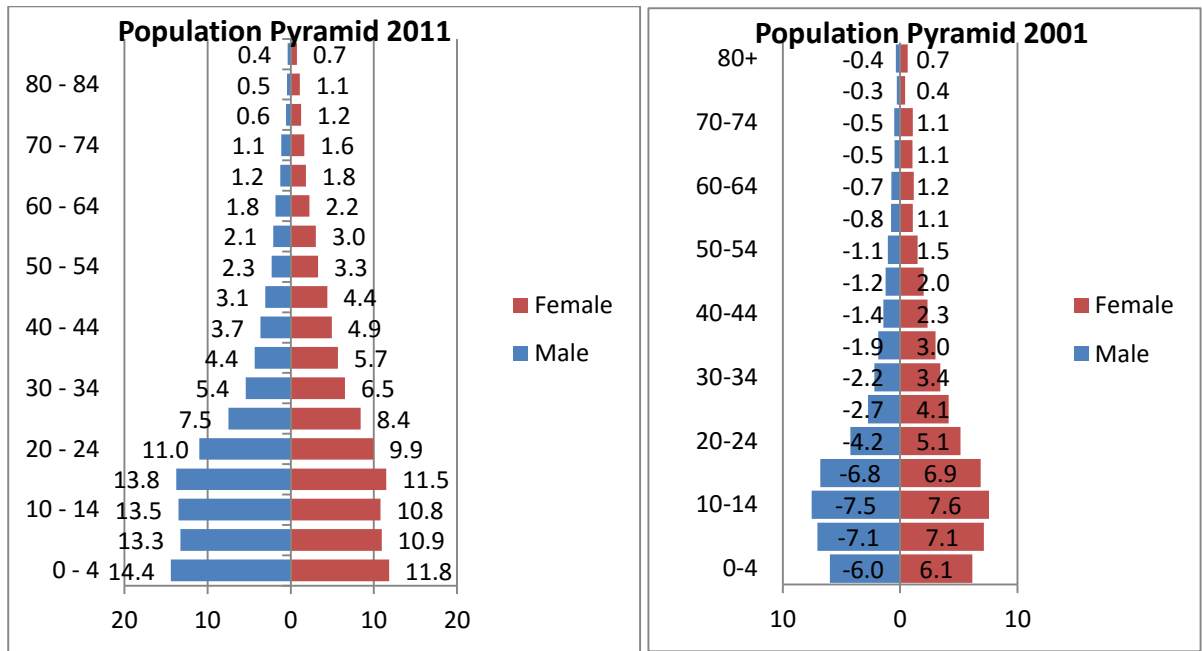 Population Pyramid 2011
0.4 0.7
80 - 84 0.5 1.1
0.6 1.2
70 - 74 1.1 1.6
1.2 1.8
60 - 64 1.8 2.2
2.1 3.0
50 - 54 2.3 3.3
3.1 4.4
40 - 44 3.7 4.9
4.4 5.7
30 - 34 5.4 6.5
7.5 8.4
20 - 24 11.0 9.9
13.8 11.5
10 - 14 13.5 10.8
13.3 10.9
0 - 4 14.4 11.8
20 10 0 10 20
Female
Male
Population Pyramid 2001
80+ -0.4 0.7
-0.3 0.4
70-74 -0.5 1.1
-0.5 1.1
60-64 -0.7 1.2
-0.8 1.1
50-54 -1.1 1.5
-1.2 2.0
40-44 -1.4 2.3
-1.9 3.0
30-34 -2.2 3.4
-2.7 4.1
20-24 -4.2 5.1
-6.8 6.9
10-14 -7.5 7.6
-7.1 7.1
0-4 -6.0 6.1
10 0 10
Female
Male